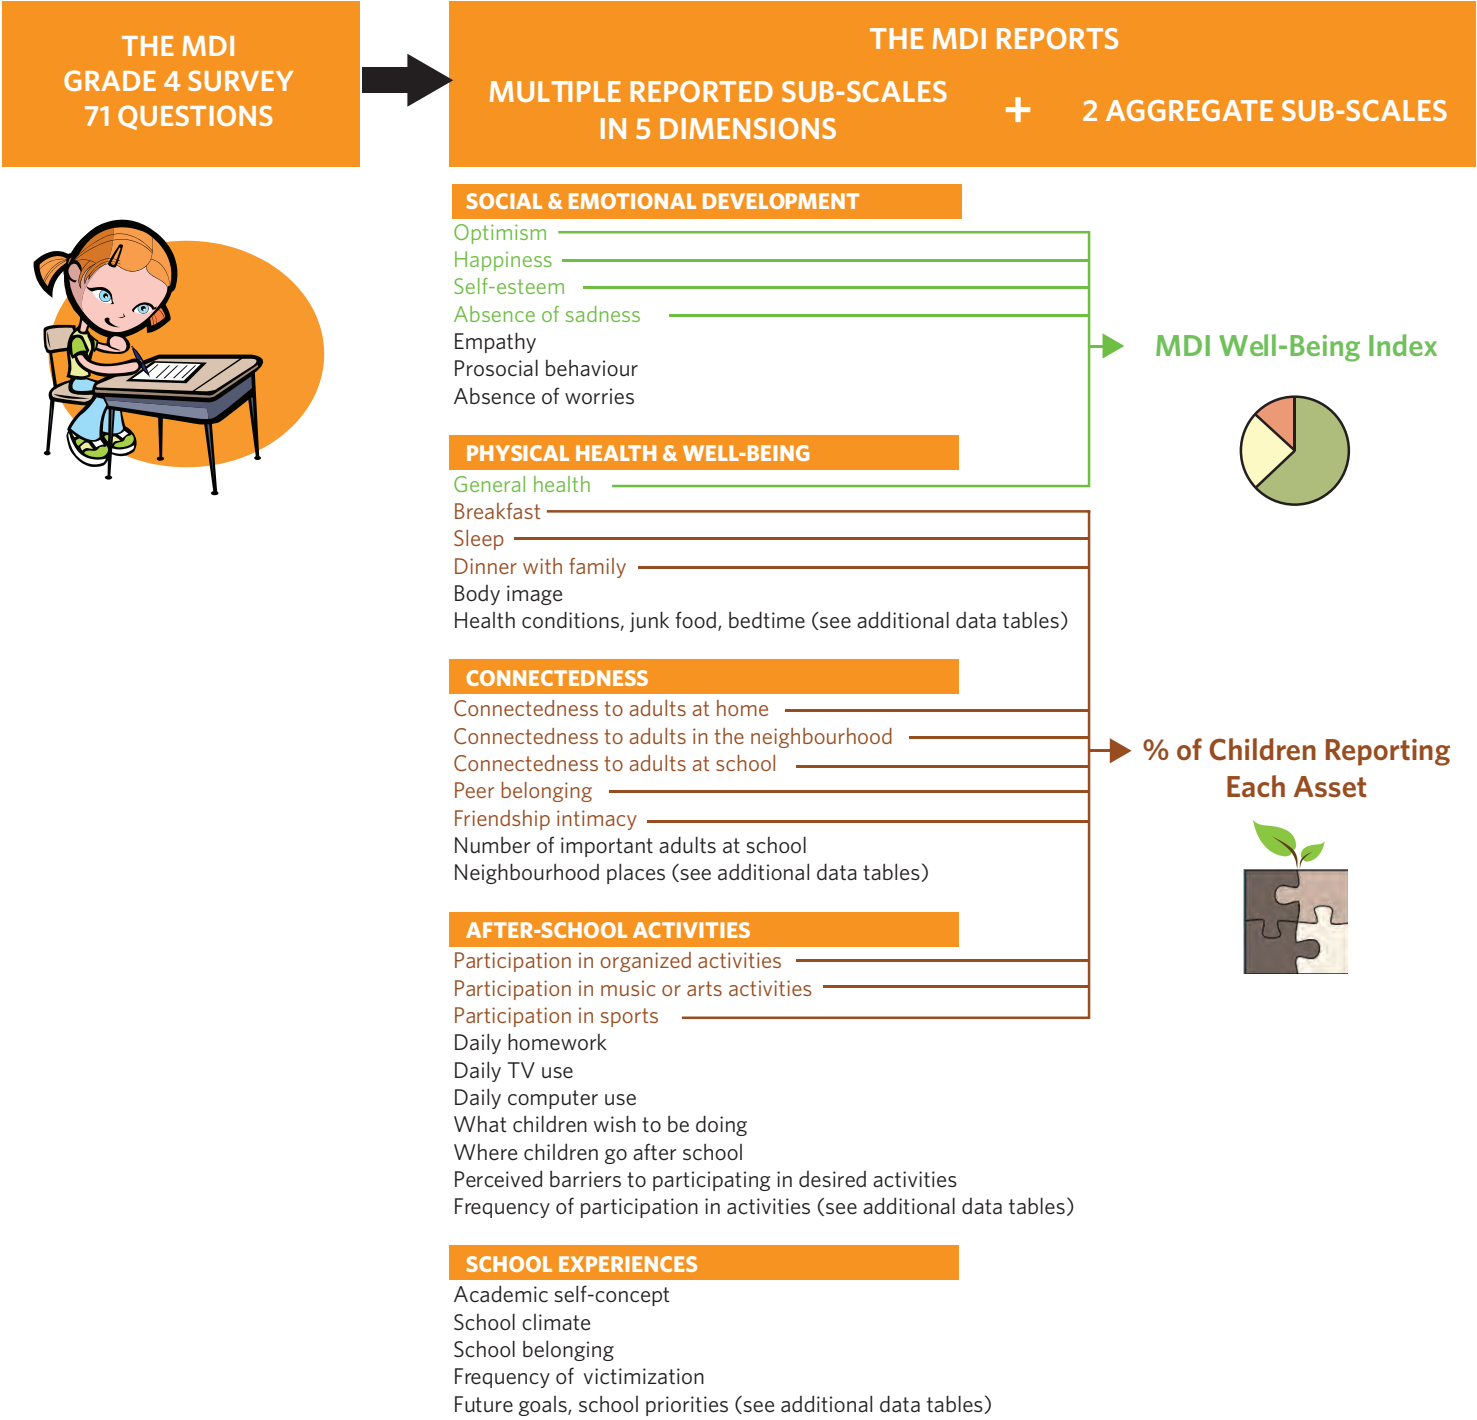 THE MDI
GRADE 4 SURVEY
71 QUESTIONS
THE MDI REPORTS
MULTIPLE REPORTED SUB-SCALES
IN 5 DIMENSIONS
+
2 AGGREGATE SUB-SCALES
SOCIAL & EMOTIONAL DEVELOPMENT
Optimism
Happiness
Self-esteem
Absence of sadness
Empathy
Prosocial behaviour
Absence of worries
MDI Well-Being Index
PHYSICAL HEALTH & WELL-BEING
General health
Breakfast
Sleep
Dinner with family
Body image
Health conditions, junk food, bedtime (see additional data tables)
CONNECTEDNESS
Connectedness to adults at home
Connectedness to adults in the neighbourhood
Connectedness to adults at school
Peer belonging
Friendship intimacy
Number of important adults at school
Neighbourhood places (see additional data tables)
% of Children Reporting
Each Asset
AFTER-SCHOOL ACTIVITIES
Participation in organized activities
Participation in music or arts activities
Participation in sports
Daily homework
Daily TV use
Daily computer use
What children wish to be doing
Where children go after school
Perceived barriers to participating in desired activities
Frequency of participation in activities (see additional data tables)
SCHOOL EXPERIENCES
Academic self-concept
School climate
School belonging
Frequency of victimization
Future goals, school priorities (see additional data tables)